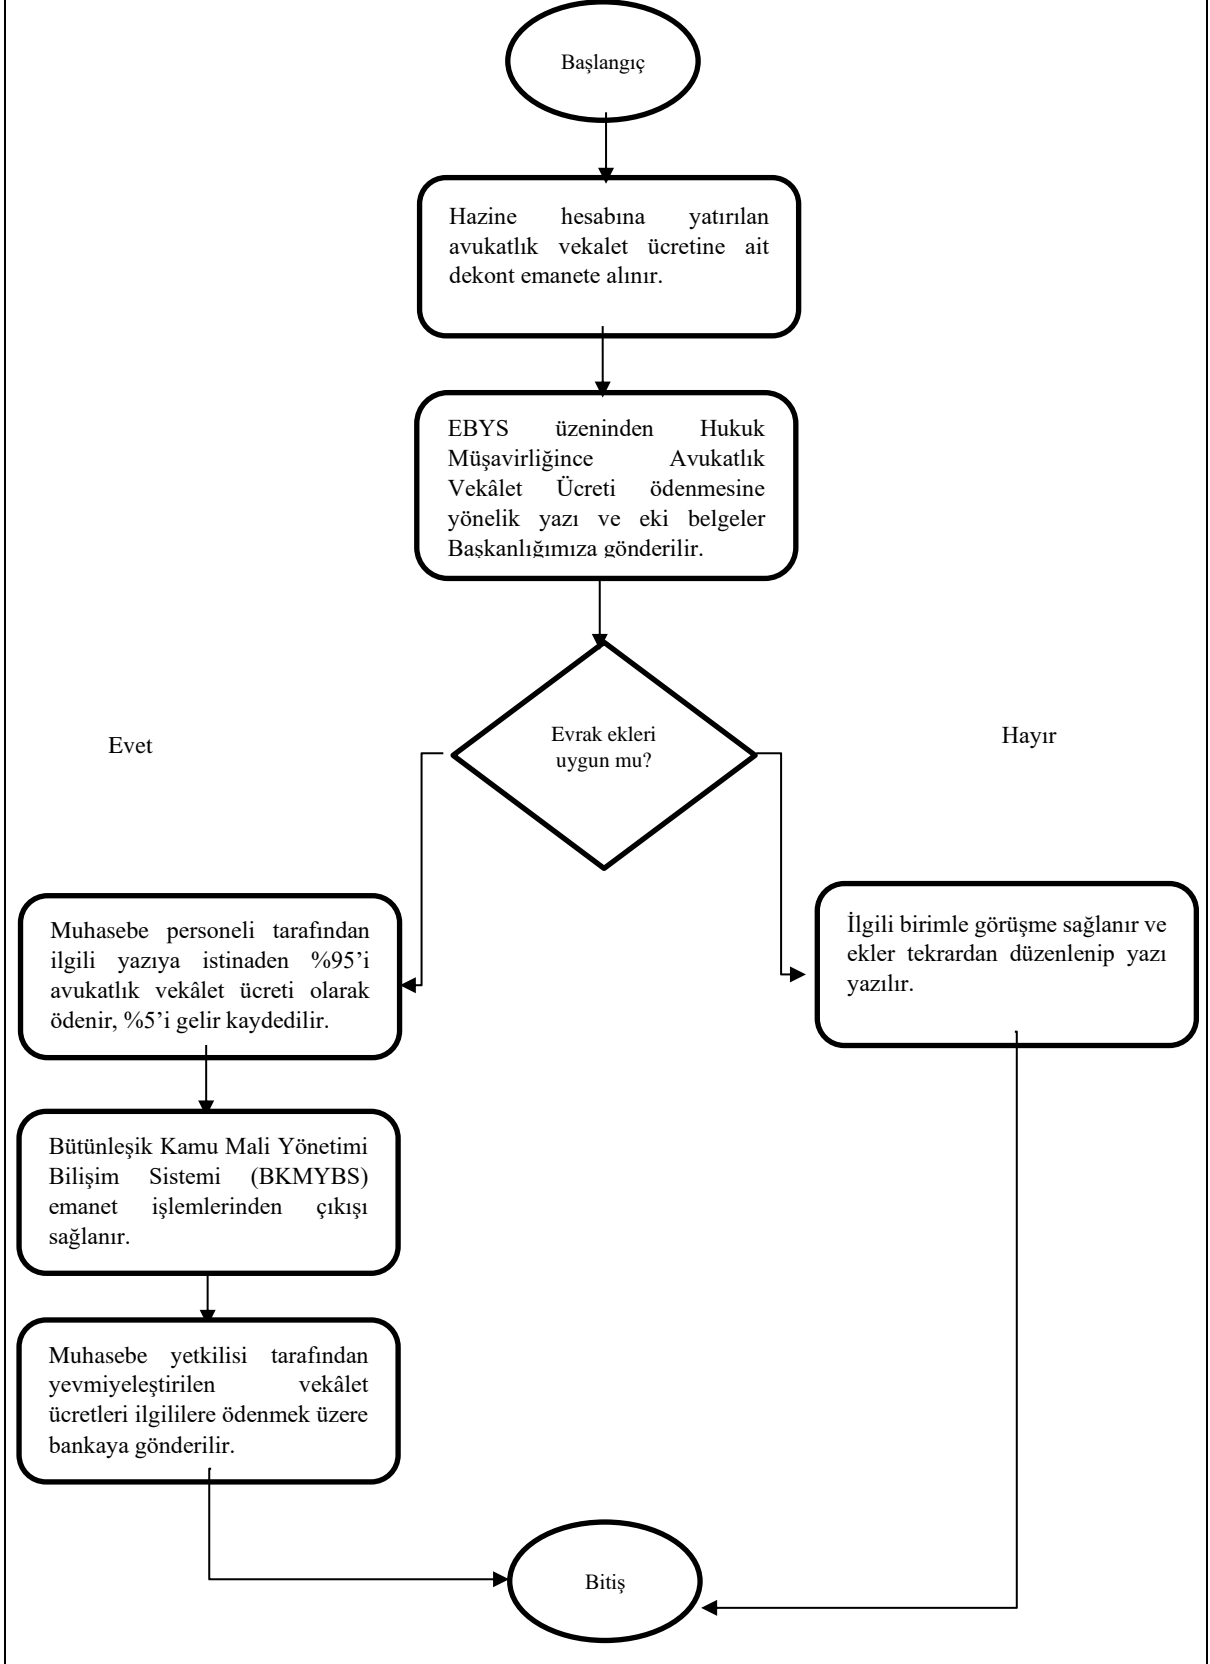 Başlangıç
Hazine hesabına yatırılan
avukatlık vekalet ücretine ait
dekont emanete alınır.
EBYS üzeninden Hukuk
Müşavirliğince Avukatlık
Vekâlet Ücreti ödenmesine
yönelik yazı ve eki belgeler
Başkanlığımıza gönderilir.
Evrak ekleri
uygun mu?
Evet
Hayır
Muhasebe personeli tarafından
ilgili yazıya istinaden %95’i
avukatlık vekâlet ücreti olarak
ödenir, %5’i gelir kaydedilir.
İlgili birimle görüşme sağlanır ve
ekler tekrardan düzenlenip yazı
yazılır.
Bütünleşik Kamu Mali Yönetimi
Bilişim Sistemi (BKMYBS)
emanet işlemlerinden çıkışı
sağlanır.
Muhasebe yetkilisi tarafından
yevmiyeleştirilen vekâlet
ücretleri ilgililere ödenmek üzere
bankaya gönderilir.
Bitiş